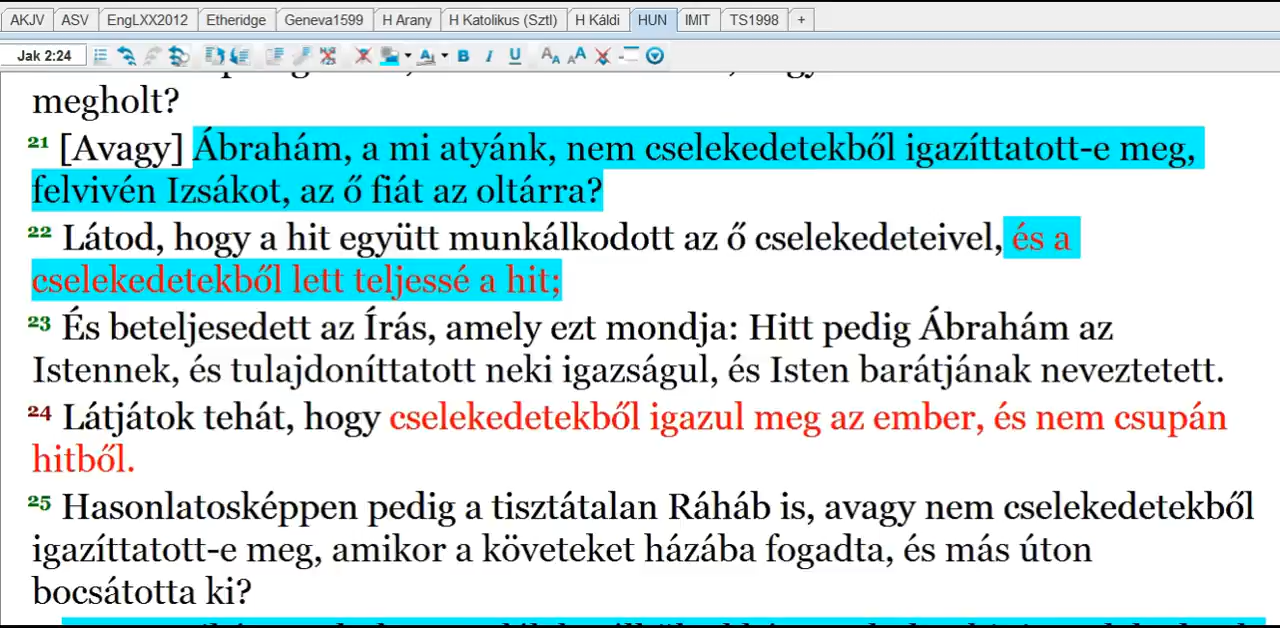 AKJV ASV EngLXX2012 Etheridge Geneva1599 H Arany H Katolikus (Sztl) H Káldi HUN IMIT TS1998 +
Jak 2:24
megholt?
21 [Avagy] Ábrahám, a mi atyánk, nem cselekedetekből igazíttatott-e meg,
felvivén Izsákot, az ő fiát az oltárra?
22 Látod, hogy a hit együtt munkálkodott az ő cselekedeteivel, és a
cselekedetekből lett teljessé a hit;
23 És beteljesedett az Írás, amely ezt mondja: Hitt pedig Ábrahám az
Istennek, és tulajdoníttatott neki igazságul, és Isten barátjának neveztetett.
24 Látjátok tehát, hogy cselekedetekből igazul meg az ember, és nem csupán
hitből.
25 Hasonlatosképpen pedig a tisztátalan Ráháb is, avagy nem cselekedetekből
igazíttatott-e meg, amikor a követeket házába fogadta, és más úton
bocsátotta ki?